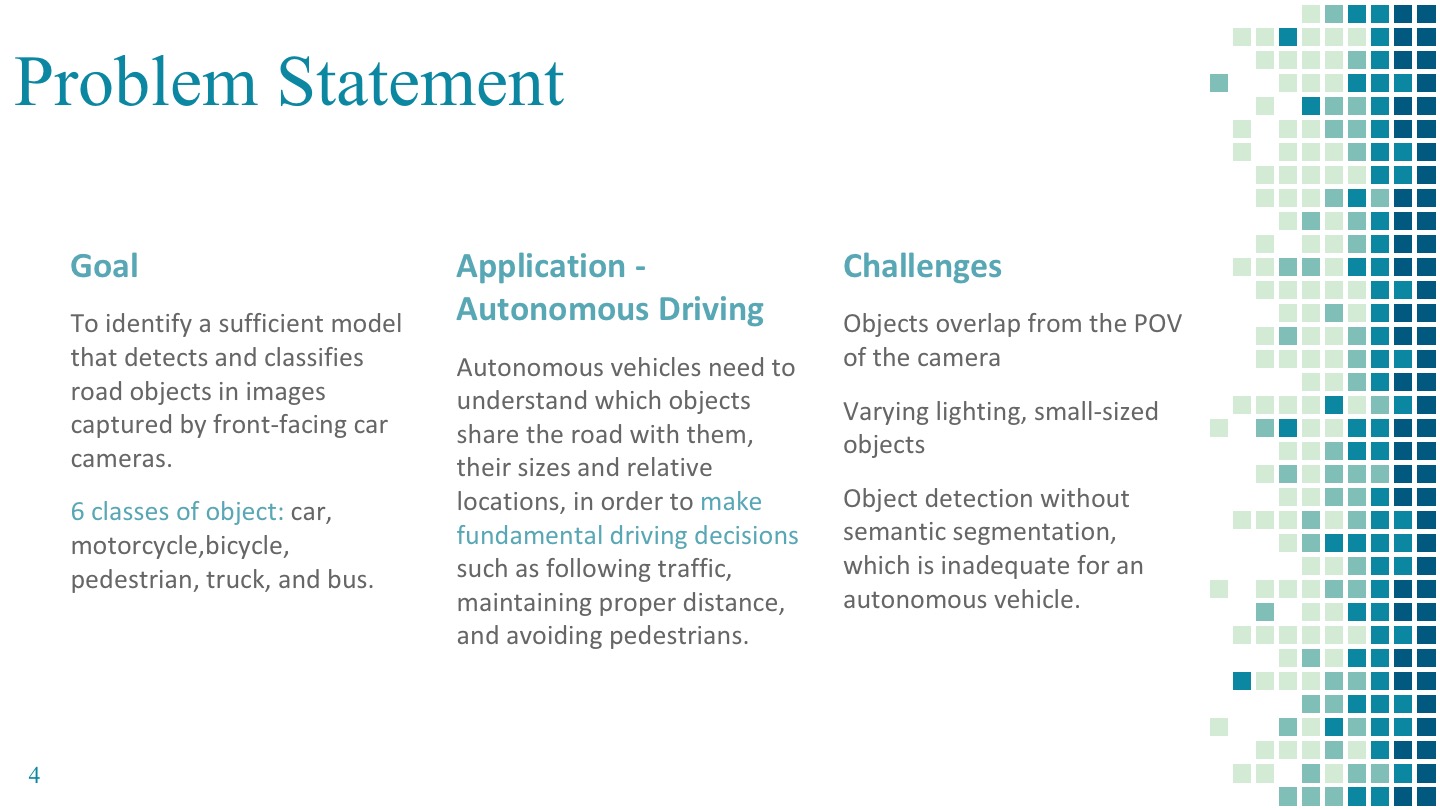 Problem Statement
Goal
To identify a sufficient model
that detects and classifies
road objects in images
captured by front-facing car
cameras.
6 classes of object: car,
motorcycle,bicycle,
pedestrian, truck, and bus.
Application -
Autonomous Driving
Autonomous vehicles need to
understand which objects
share the road with them,
their sizes and relative
locations, in order to make
fundamental driving decisions
such as following traffic,
maintaining proper distance,
and avoiding pedestrians.
Challenges
Objects overlap from the POV
of the camera
Varying lighting, small-sized
objects
Object detection without
semantic segmentation,
which is inadequate for an
autonomous vehicle.
4